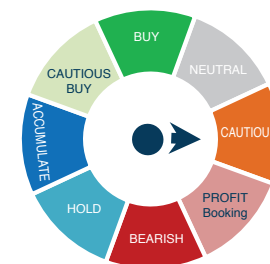 BUY
NEUTRAL
CAUTIOU
PROFIT
Booking
BEARISH
HOLD
ACCUMULATE
CAUTIOUS
BUY